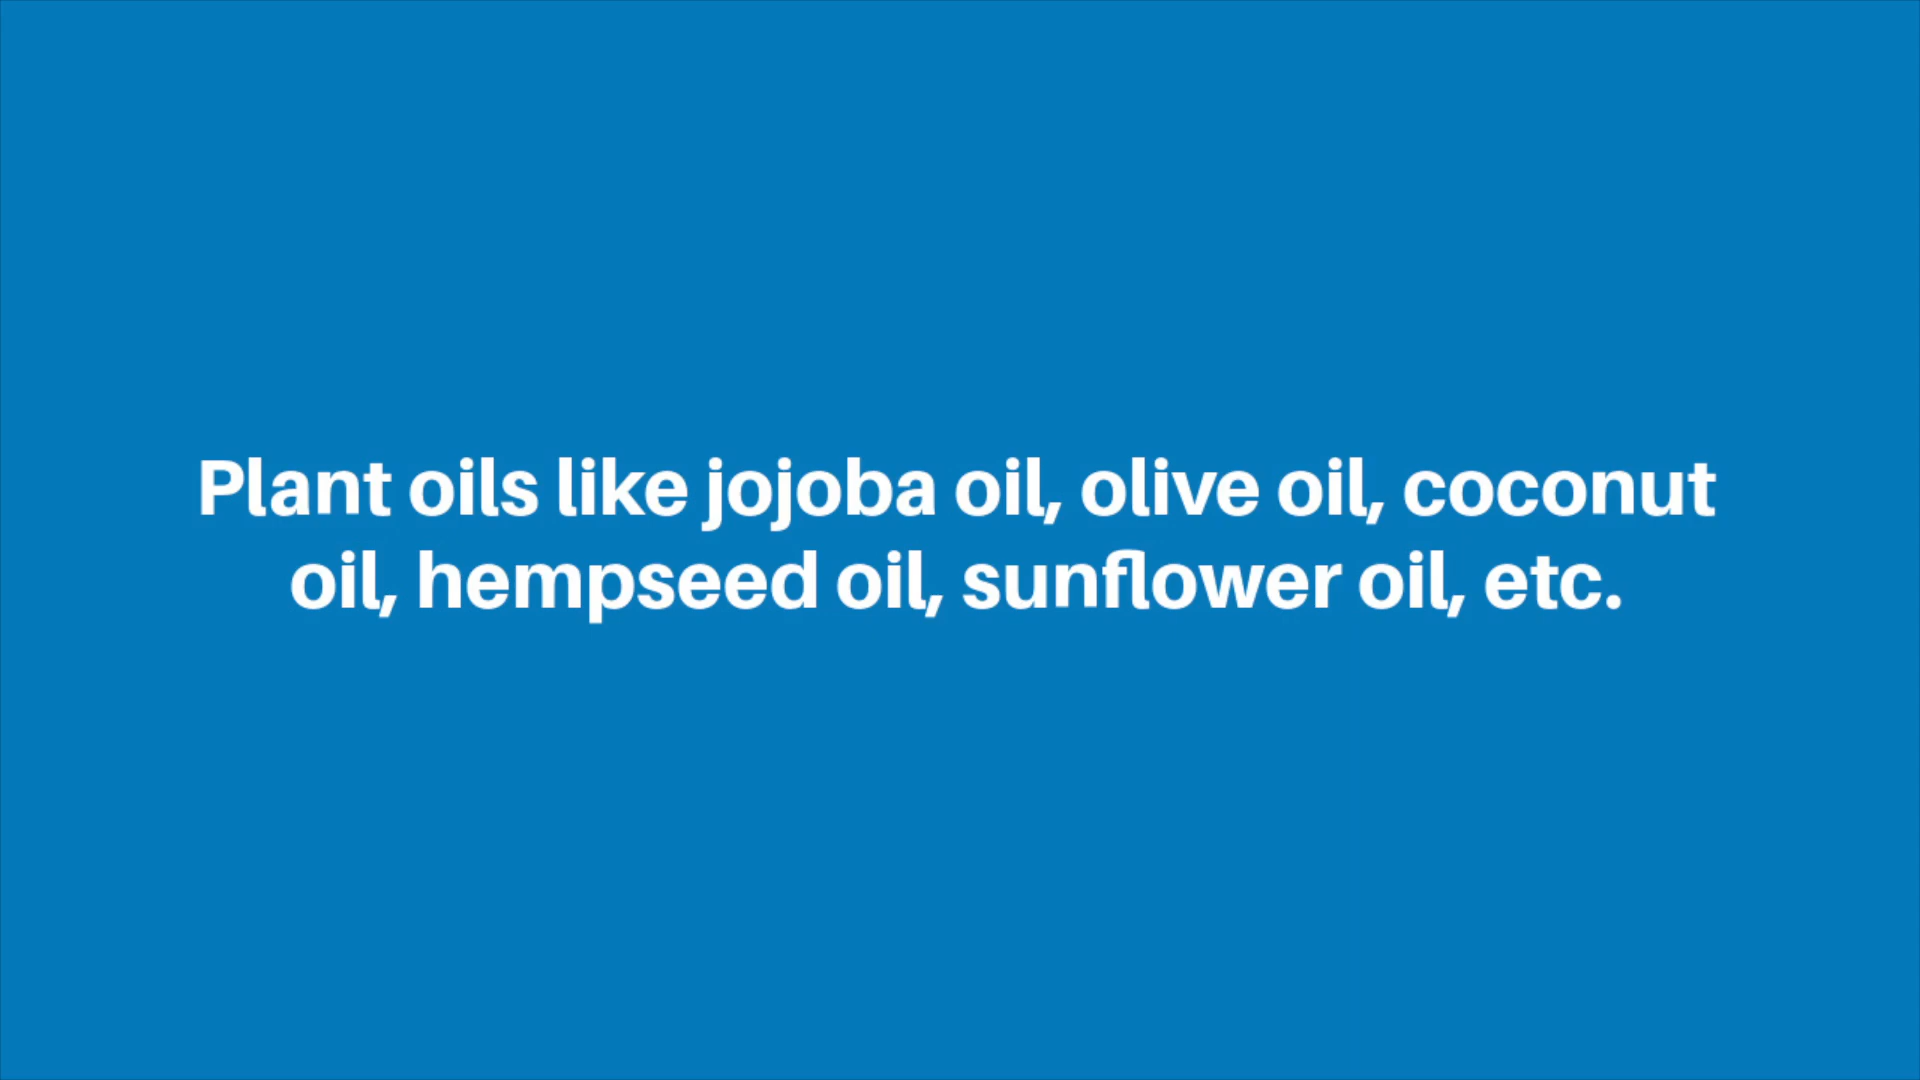 Plant oils like jojoba oil, olive oil, coconut
oil, hempseed oil, sunflower oil, etc.